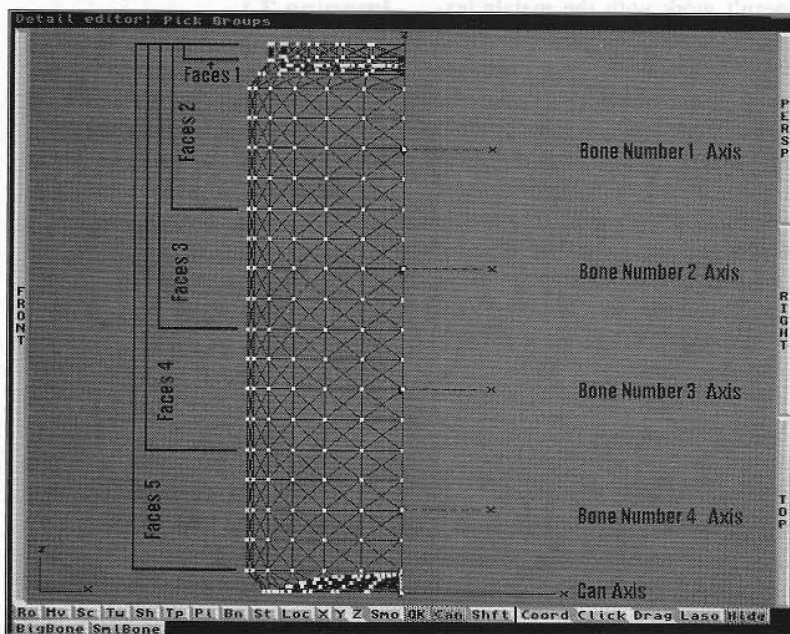 Detail editor: Pick Groups
z
Faces 1
Faces 2
Faces 3
Faces 4
Faces 5
x Bone Number 1 Axis
x Bone Number 2 Axis
x Bone Number 3 Axis
x Bone Number 4 Axis
x Can Axis
z
x
FRONT
PERSP
RIGHT
TOP
Ro Mv Sc Tw Sh Tp Pl Bn St Loc X Y Z Smo OK Can Shft Coord Click Drag Laso Hide
BigBone SmlBone